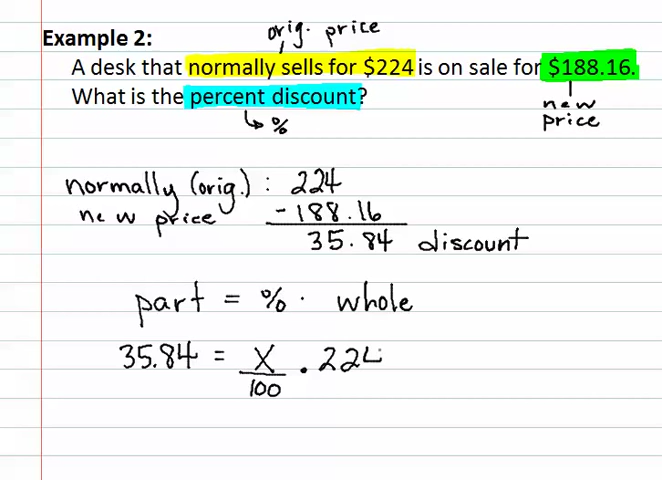 orig. price
Example 2:
A desk that normally sells for $224 is on sale for $188.16.
What is the percent discount?
new
price
%
normally (orig.) : 224
new price -188.16
35.84 discount
part = % · whole
35.84 = X/100 · 224